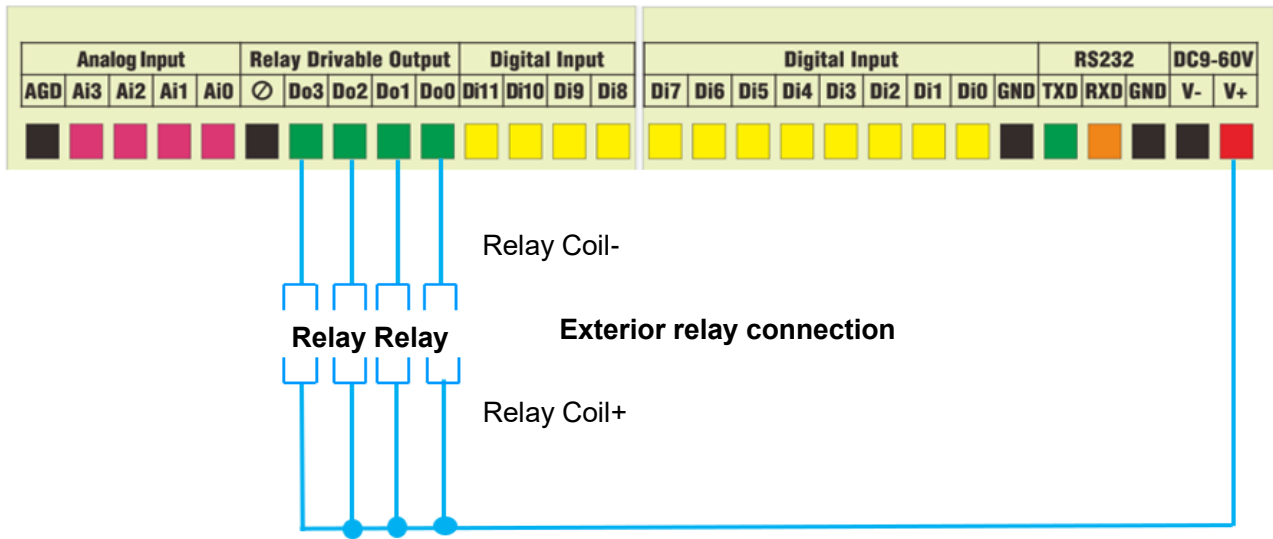 Analog Input Relay Drivable Output Digital Input Digital Input RS232 DC9-60V
AGD Ai3 Ai2 Ai1 Ai0 ⊘ Do3 Do2 Do1 Do0 Di11 Di10 Di9 Di8 Di7 Di6 Di5 Di4 Di3 Di2 Di1 Di0 GND TXD RXD GND V- V+
Relay Coil-
Relay Relay Exterior relay connection
Relay Coil+